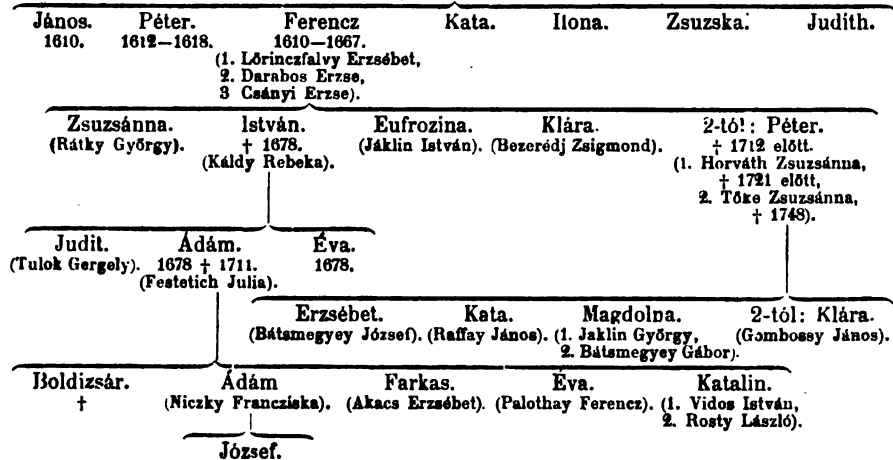 János. Péter. Ferencz Kata. Ilona. Zsuzska. Judith.
1610. 1612—1618. 1610—1667.
(1. Lőrinczfalvy Erzsébet,
2. Darabos Erzse,
3 Csányi Erzse).
Zsuzsánna. István. Eufrozina. Klára. 2-tól: Péter.
(Rátky György). † 1678. (Jáklin István). (Bezerédj Zsigmond). † 1712 előtt.
(Káldy Rebeka). (1. Horváth Zsuzsánna,
† 1721 előtt,
2. Tőke Zsuzsánna,
† 1748).
Judit. Ádám. Éva.
(Tulok Gergely). 1678 † 1711. 1678.
(Festetich Julia).
Erzsébet. Kata. Magdolna. 2-tól: Klára.
(Bátsmegyey József). (Raffay János). (1. Jaklin György, (Gombossy János).
2. Bátsmegyey Gábor).
Boldizsár. Ádám Farkas. Éva. Katalin.
† (Niczky Francziska). (Akacs Erzsébet). (Palothay Ferencz). (1. Vidos István,
2. Rosty László).
József.